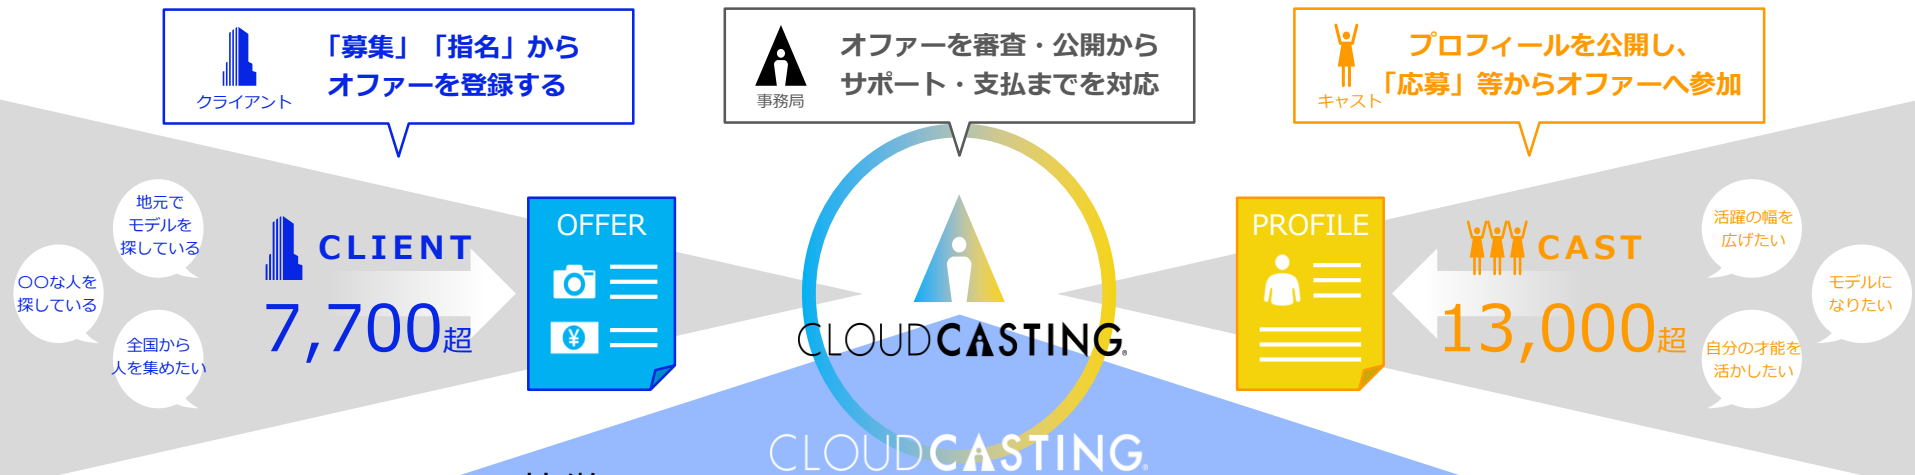 「募集」「指名」から
オファーを登録する
クライアント
オファーを審査・公開から
サポート・支払までを対応
事務局
プロフィールを公開し、
「応募」等からオファーへ参加
キャスト
地元で
モデルを
探している
〇〇な人を
探している
全国から
人を集めたい
CLIENT
7,700超
OFFER
¥
CLOUDCASTING®
PROFILE
CAST
13,000超
活躍の幅を
広げたい
モデルに
なりたい
自分の才能を
活かしたい
CLOUDCASTING®